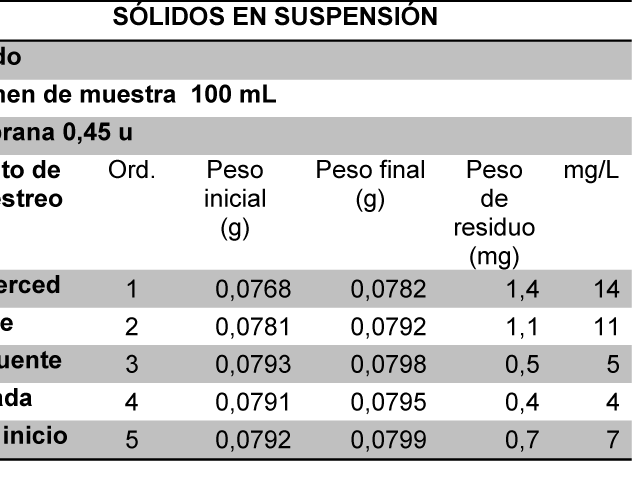 SÓLIDOS EN SUSPENSIÓN
do
nen de muestra 100 mL
brana 0,45 u
to de Ord. Peso Peso final Peso mg/L
estreo inicial (g) de
(g) residuo
(mg)
erced 1 0,0768 0,0782 1,4 14
e 2 0,0781 0,0792 1,1 11
uente 3 0,0793 0,0798 0,5 5
ada 4 0,0791 0,0795 0,4 4
inicio 5 0,0792 0,0799 0,7 7